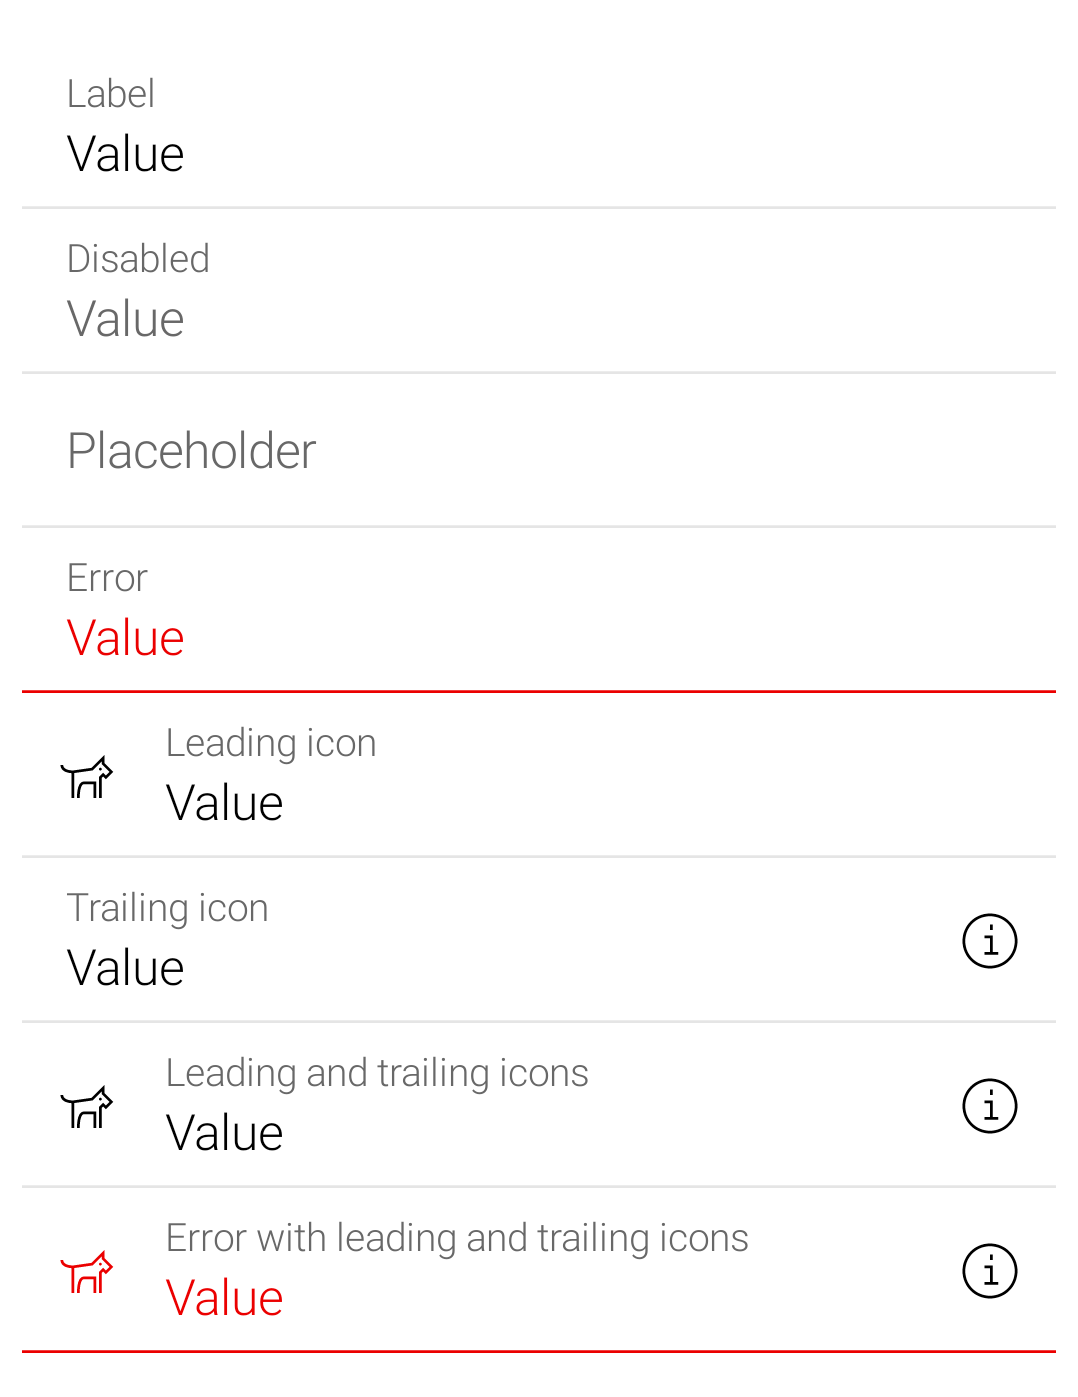 Label
Value
Disabled
Value
Placeholder
Error
Value
Leading icon
Value
Trailing icon
Value
Leading and trailing icons
Value
Error with leading and trailing icons
Value